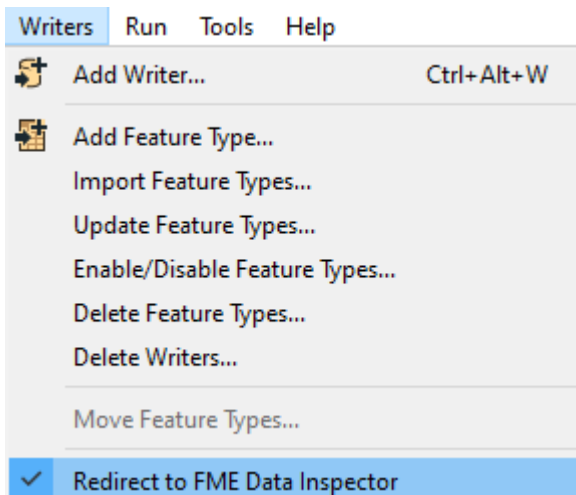 Writers Run Tools Help
Add Writer... Ctrl+Alt+W
Add Feature Type...
Import Feature Types...
Update Feature Types...
Enable/Disable Feature Types...
Delete Feature Types...
Delete Writers...
Move Feature Types...
Redirect to FME Data Inspector